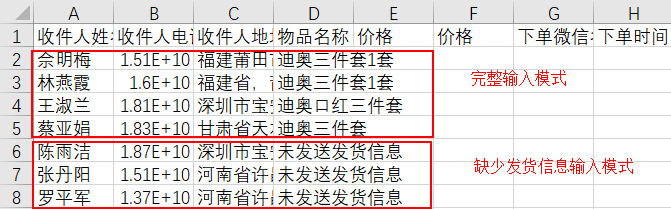 A B C D E F G H
1 收件人姓名 收件人电话 收件人地址 物品名称 价格 价格 下单微信名 下单时间
2 佘明梅 1.51E+10 福建莆田市 迪奥三件套1套
3 林燕霞 1.6E+10 福建省, 迪奥三件套1套
完整输入模式
4 王淑兰 1.81E+10 深圳市宝安 迪奥口红三件套
5 蔡亚娟 1.83E+10 甘肃省天水 迪奥三件套
6 陈雨洁 1.87E+10 深圳市宝安 未发送发货信息
7 张丹阳 1.51E+10 河南省许昌 未发送发货信息
缺少发货信息输入模式
8 罗平军 1.37E+10 河南省许昌 未发送发货信息